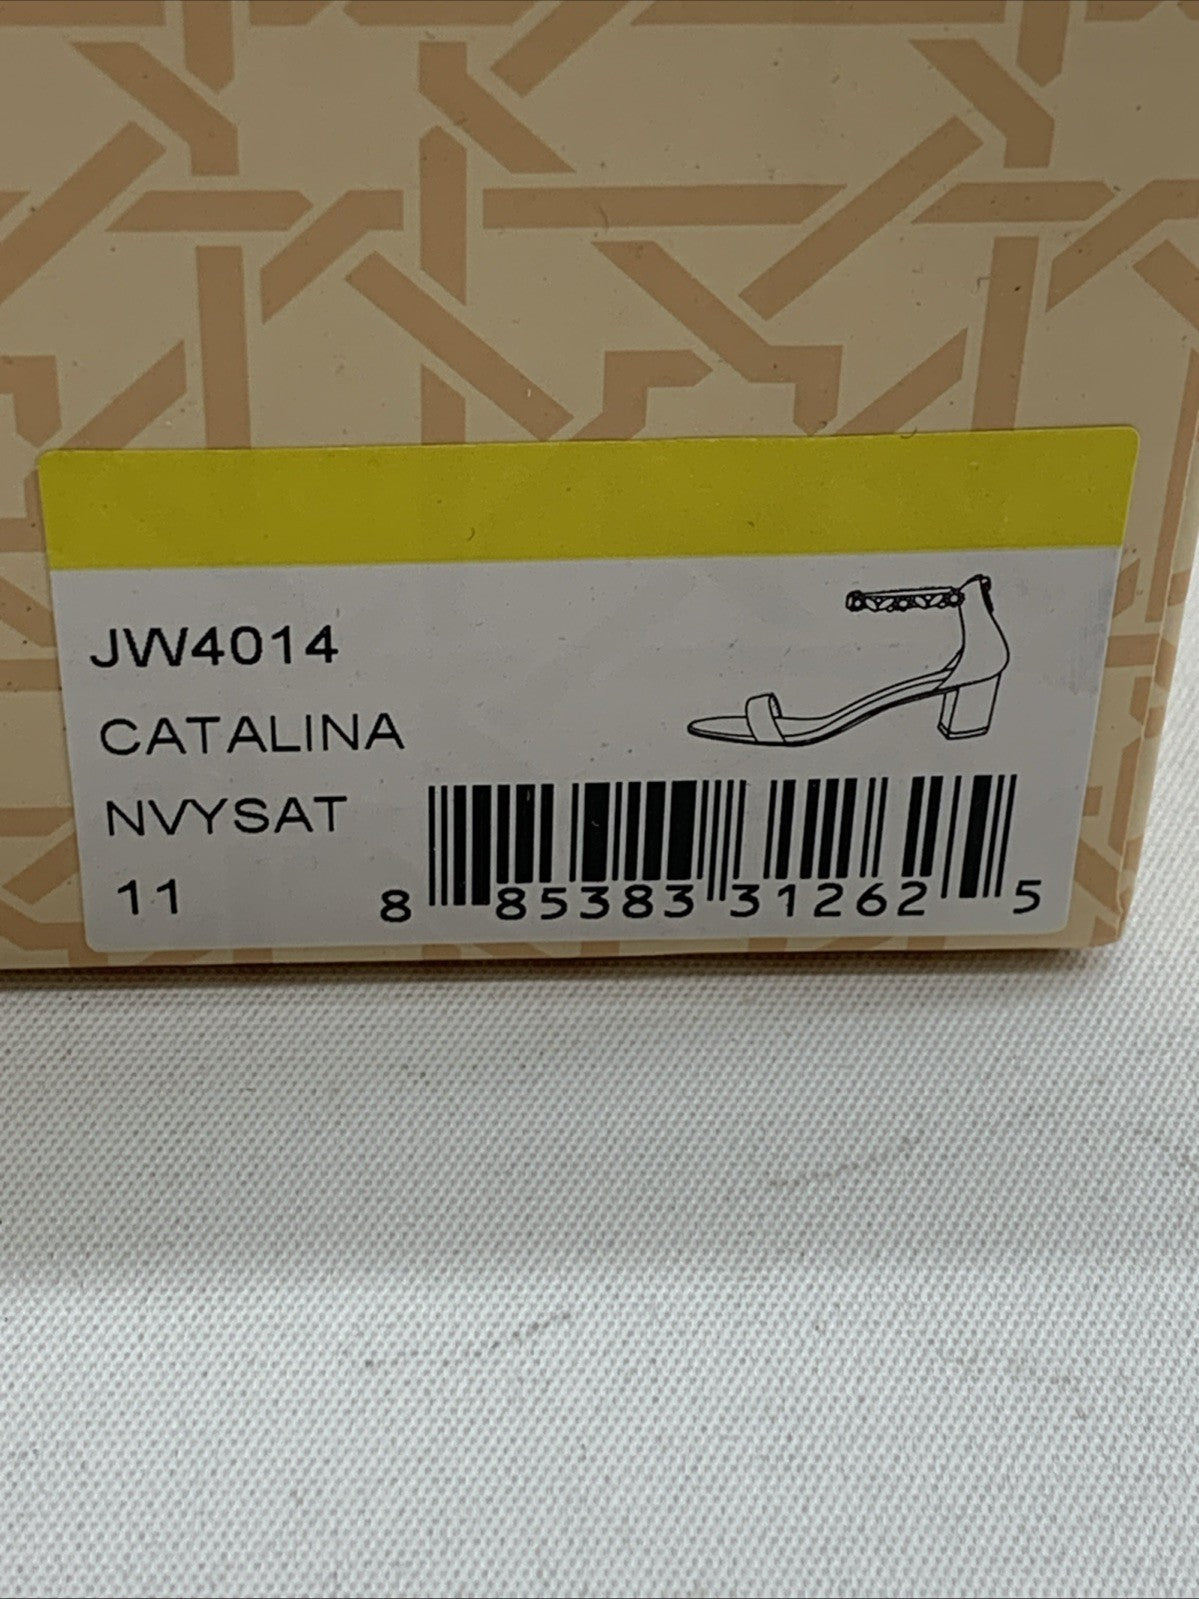 JW4014
CATALINA
NVYSAT
11
8 85383 31262 5